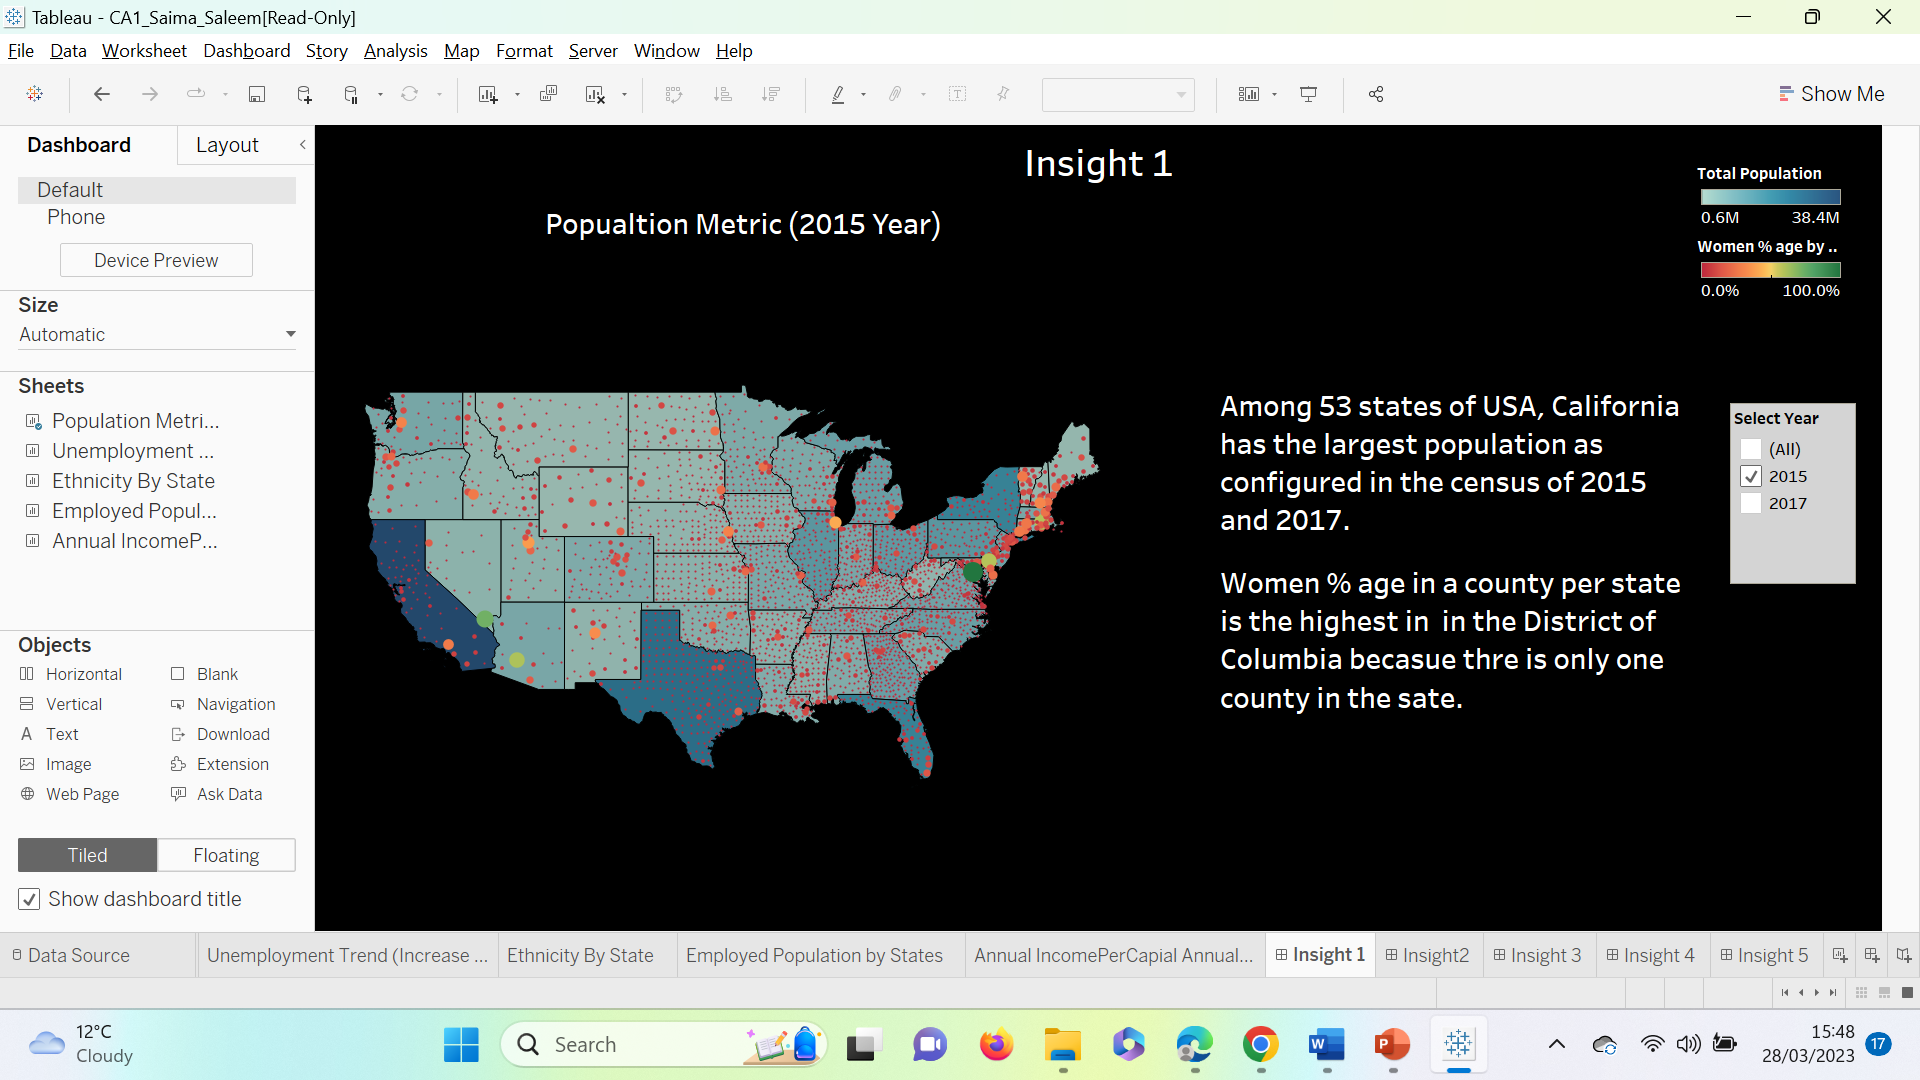 Tableau - CA1_Saima_Saleem[Read-Only]
File Data Worksheet Dashboard Story Analysis Map Format Server Window Help
Show Me
Dashboard Layout
Default
Phone
Device Preview
Size
Automatic
Sheets
Population Metri...
Unemployment ...
Ethnicity By State
Employed Popul...
Annual IncomeP...
Objects
Horizontal Blank
Vertical Navigation
A Text Download
Image Extension
Web Page Ask Data
Tiled Floating
Show dashboard title
Insight 1
Popualtion Metric (2015 Year)
Total Population
0.6M 38.4M
Women % age by ..
0.0% 100.0%
Among 53 states of USA, California
has the largest population as
configured in the census of 2015
and 2017.
Women % age in a county per state
is the highest in  in the District of
Columbia becasue thre is only one
county in the sate.
Select Year
(All)
2015
2017
Data Source Unemployment Trend (Increase ... Ethnicity By State Employed Population by States Annual IncomePerCapial Annual... Insight 1 Insight2 Insight 3 Insight 4 Insight 5
12°C
Cloudy
Search
15:48
28/03/2023
17